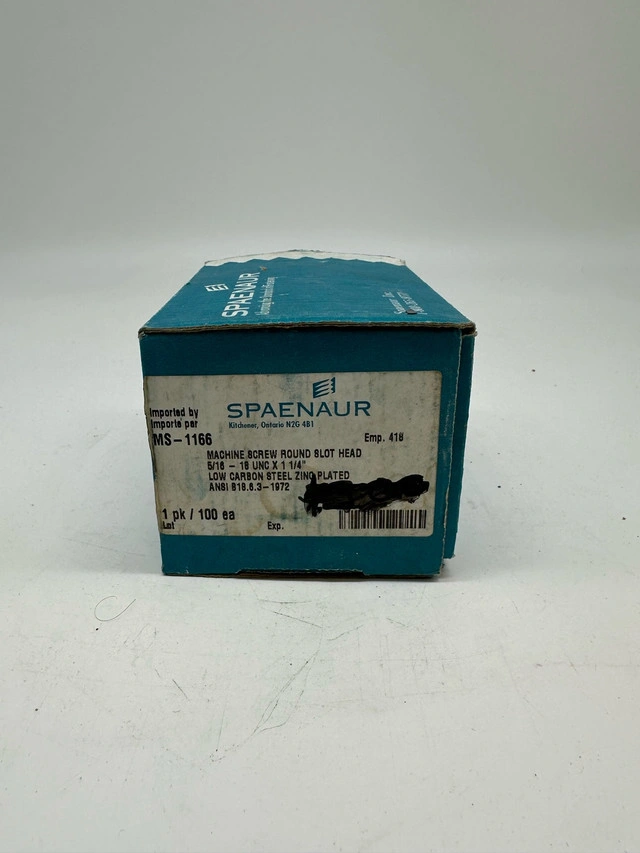 SPAENAUR
SPAENAUR
Kitchener, Ontario N2G 4B1
Imported by
Importé par
MS-1166
Emp. 418
MACHINE SCREW ROUND SLOT HEAD
5/16 - 18 UNC X 1 1/4"
LOW CARBON STEEL ZINC PLATED
ANSI B18.6.3-1972
1 pk / 100 ea
Lot
Exp.